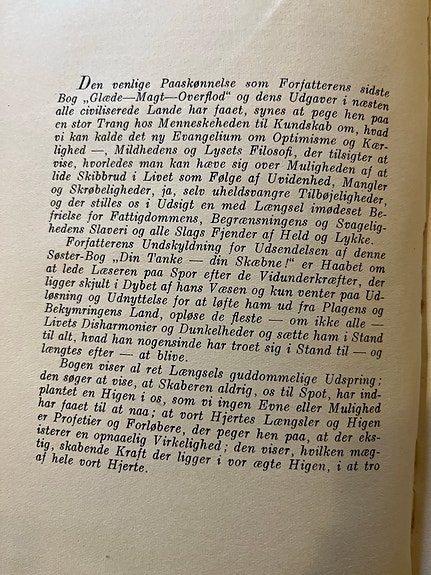 Den venlige Paaskønnelse som Forfatterens sidste
Bog „Glæde—Magt—Overflod“ og dens Udgaver i næsten
alle civiliserede Lande har faaet, synes at pege hen paa
en stor Trang hos Menneskeheden til Kundskab om, hvad
vi kan kalde det ny Evangelium om Optimisme og Kær-
lighed —, Mildhedens og Lysets Filosofi, der tilsigter at
vise, hvorledes man kan hæve sig over Muligheden af at
lide Skibbrud i Livet som Følge af Uvidenhed, Mangler
og Skrøbeligheder, ja, selv uheldsvangre Tilbøjeligheder,
og der stilles os i Udsigt en med Længsel imødeset Be-
frielse for Fattigdommens, Begrænsningens og Svagelig-
hedens Slaveri og alle Slags Fjender af Held og Lykke.
Forfatterens Undskyldning for Udsendelsen af denne
Søster-Bog „Din Tanke — din Skæbne!“ er Haabet om
at lede Læseren paa Spor efter de Vidunderkræfter, der
ligger skjult i Dybet af hans Væsen og kun venter paa Ud-
løsning og Udnyttelse for at løfte ham ud fra Plagens og
Bekymringens Land, opløse de fleste — om ikke alle —
Livets Disharmonier og Dunkelheder og sætte ham i Stand
til alt, hvad han nogensinde har troet sig i Stand til — og
længtes efter — at blive.
Bogen viser al ret Længsels guddommelige Udspring;
den søger at vise, at Skaberen aldrig, os til Spot, har ind-
plantet en Higen i os, som vi ingen Evne eller Mulighed
har faaet til at naa; at vort Hjertes Længsler og Higen
er Profetier og Forløbere, der peger hen paa, at der eks-
isterer en opnaaelig Virkelighed; den viser, hvilken mæg-
tig, skabende Kraft der ligger i vor ægte Higen, i at tro
af hele vort Hjerte.